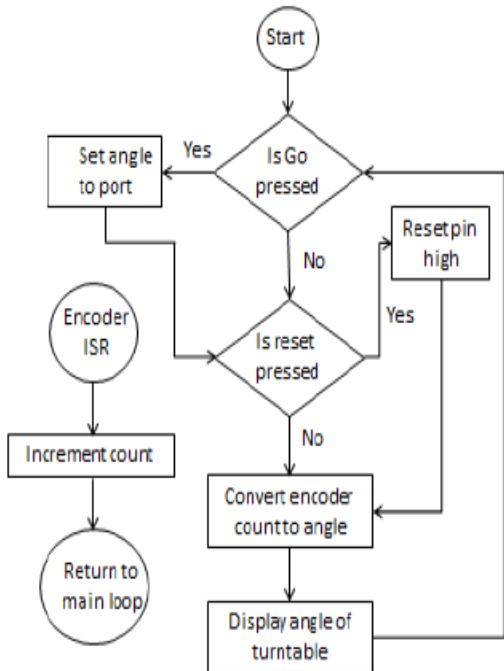 Start
Is Go
pressed
Yes
Set angle
to port
No
Reset pin
high
Yes
Is reset
pressed
No
Convert encoder
count to angle
Display angle of
turntable
Encoder
ISR
Increment count
Return to
main loop